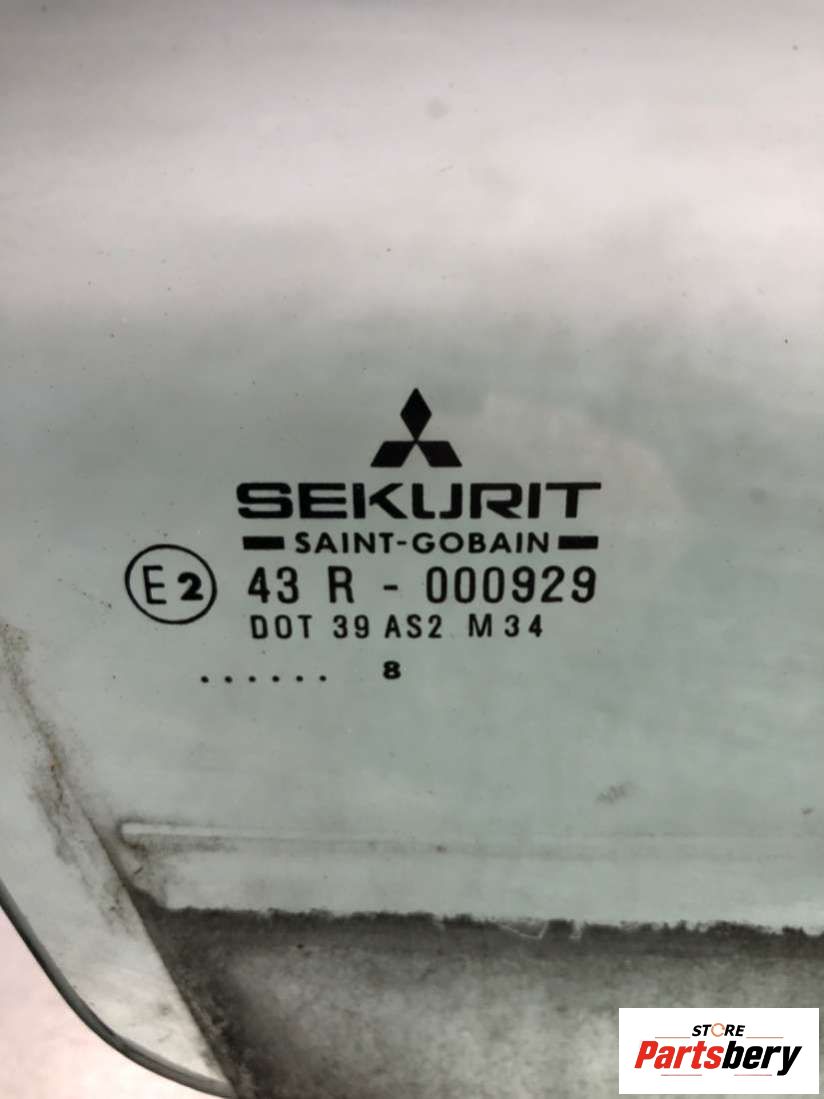 SEKURIT
SAINT-GOBAIN
E2 43 R - 000929
DOT 39 AS2 M34
...... 8
STORE
Partsbery